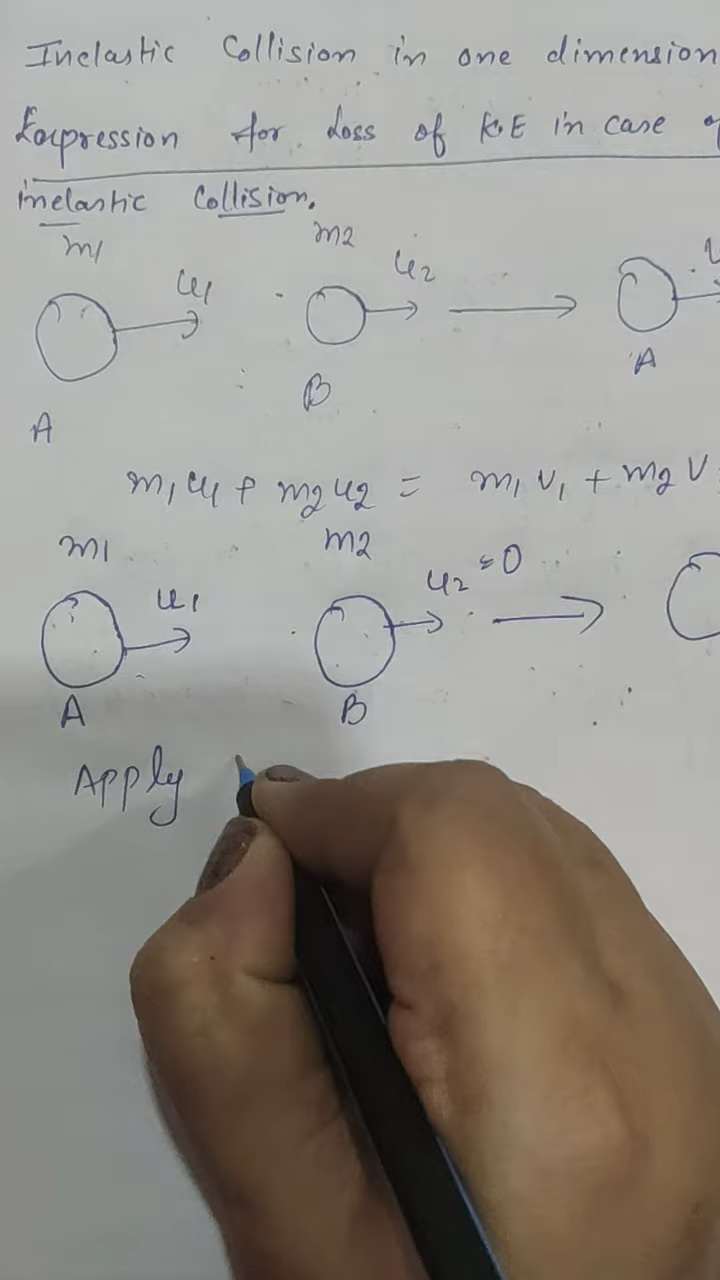 Inelastic Collision in one dimension
Expression for Loss of K.E in case of
inelastic Collision.
m1 m2
u1 u2
A B A
m1u1 + m2u2 = m1v1 + m2v
m1 m2
u1 u2=0
A B
Apply